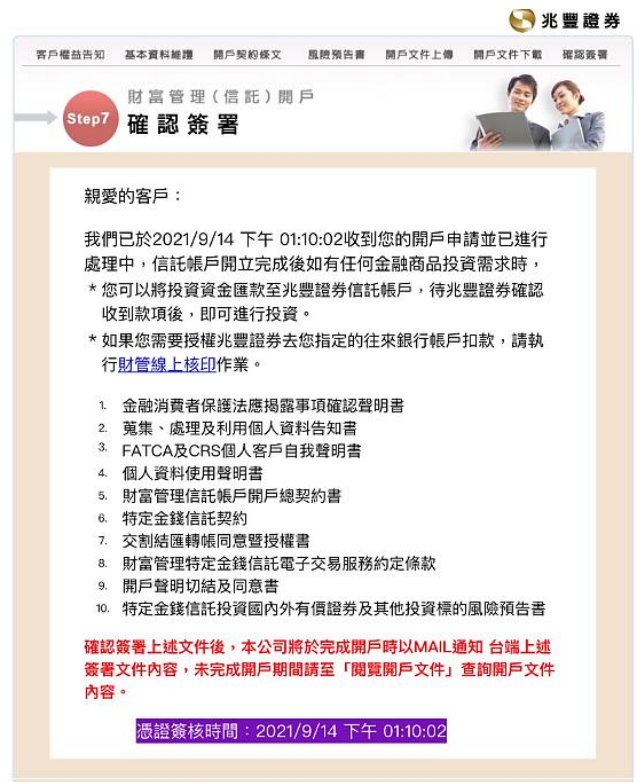 兆豐證券
客戶權益告知 基本資料維護 開戶契約條文 風險預告書 開戶文件上傳 開戶文件下載 確認簽署
財富管理(信託)開戶
Step7 確認簽署
親愛的客戶：
我們已於2021/9/14 下午 01:10:02收到您的開戶申請並已進行
處理中，信託帳戶開立完成後如有任何金融商品投資需求時，
* 您可以將投資資金匯款至兆豐證券信託帳戶，待兆豐證券確認
收到款項後，即可進行投資。
* 如果您需要授權兆豐證券去您指定的往來銀行帳戶扣款，請執
行財管線上核印作業。
1. 金融消費者保護法應揭露事項確認聲明書
2. 蒐集、處理及利用個人資料告知書
3. FATCA及CRS個人客戶自我聲明書
4. 個人資料使用聲明書
5. 財富管理信託帳戶開戶總契約書
6. 特定金錢信託契約
7. 交割結匯轉帳同意暨授權書
8. 財富管理特定金錢信託電子交易服務約定條款
9. 開戶聲明切結及同意書
10. 特定金錢信託投資國內外有價證券及其他投資標的風險預告書
確認簽署上述文件後，本公司將於完成開戶時以MAIL通知 台端上述
簽署文件內容，未完成開戶期間請至「閱覽開戶文件」查詢開戶文件
內容。
憑證簽核時間：2021/9/14 下午 01:10:02